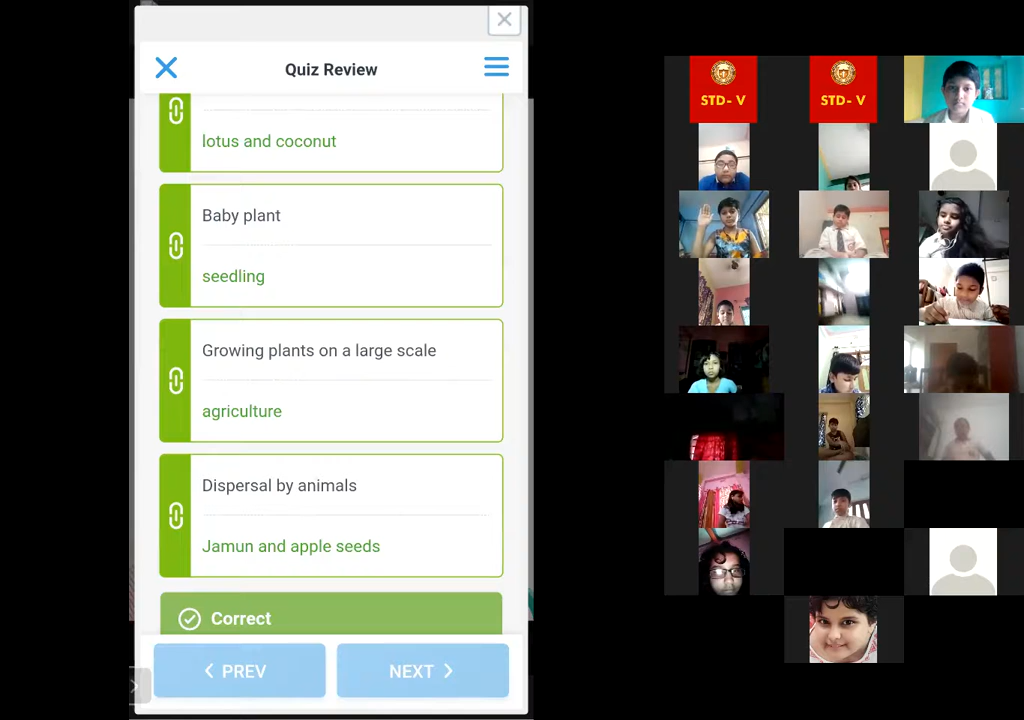 Quiz Review
lotus and coconut
Baby plant
seedling
Growing plants on a large scale
agriculture
Dispersal by animals
Jamun and apple seeds
Correct
PREV
NEXT
STD- V
STD- V